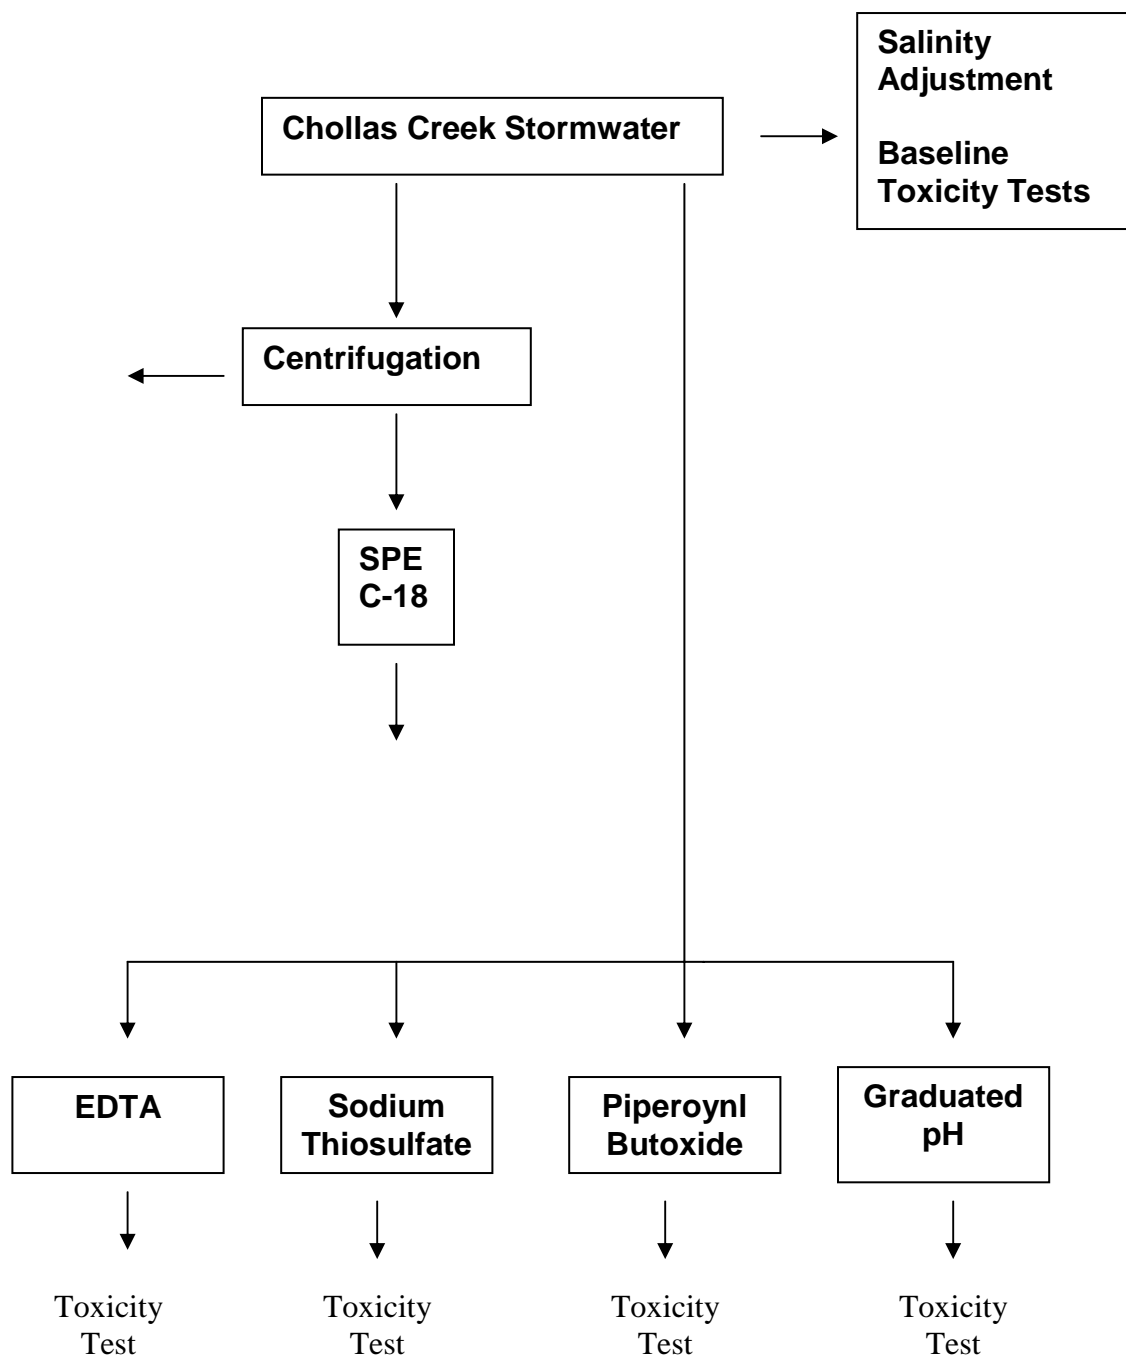 Salinity
Adjustment
Baseline
Toxicity Tests
Chollas Creek Stormwater
Centrifugation
SPE
C-18
EDTA
Sodium
Thiosulfate
Piperoynl
Butoxide
Graduated
pH
Toxicity
Test
Toxicity
Test
Toxicity
Test
Toxicity
Test